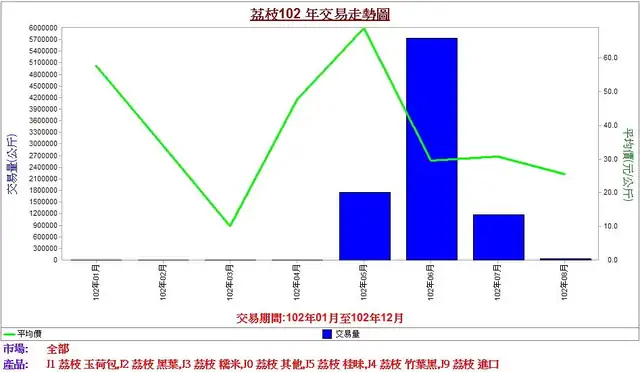 荔枝102 年交易走勢圖
6000000
5700000
5400000
5100000
4800000
4500000
4200000
3900000
3600000
3300000
3000000
2700000
2400000
2100000
1800000
1500000
1200000
900000
600000
300000
0
交易量(公斤)
60.0
50.0
40.0
30.0
20.0
10.0
0.0
平均價(元/公斤)
102年01月
102年02月
102年03月
102年04月
102年05月
102年06月
102年07月
102年08月
交易期間:102年01月至102年12月
平均價 交易量
市場: 全部
產品: J1 荔枝 玉荷包,J2 荔枝 黑葉,J3 荔枝 糯米,J0 荔枝 其他,J5 荔枝 桂味,J4 荔枝 竹葉黑,J9 荔枝 進口